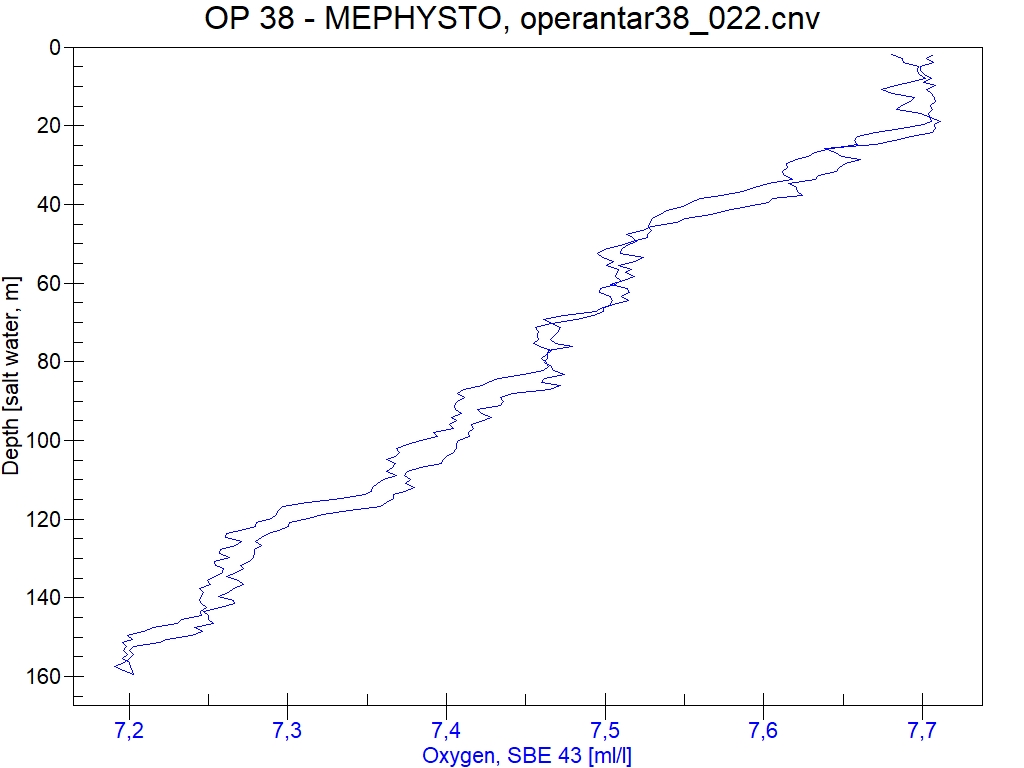 OP 38 - MEPHYSTO, operantar38_022.cnv
0
20
40
60
80
100
120
140
160
Depth [salt water, m]
7,2 7,3 7,4 7,5 7,6 7,7
Oxygen, SBE 43 [ml/l]